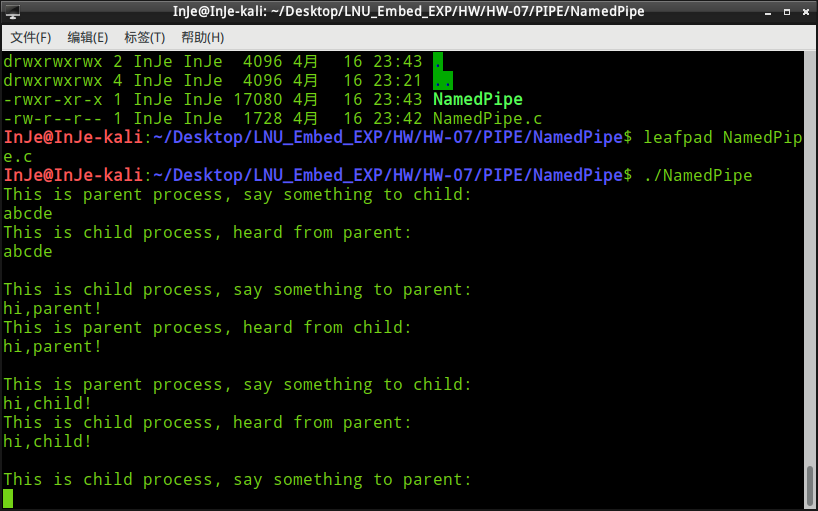 InJe@InJe-kali: ~/Desktop/LNU_Embed_EXP/HW/HW-07/PIPE/NamedPipe
文件(F) 编辑(E) 标签(T) 帮助(H)
drwxrwxrwx 2 InJe InJe  4096 4月   16 23:43 .
drwxrwxrwx 4 InJe InJe  4096 4月   16 23:21 ..
-rwxr-xr-x 1 InJe InJe 17080 4月   16 23:43 NamedPipe
-rw-r--r-- 1 InJe InJe  1728 4月   16 23:42 NamedPipe.c
InJe@InJe-kali:~/Desktop/LNU_Embed_EXP/HW/HW-07/PIPE/NamedPipe$ leafpad NamedPip
e.c
InJe@InJe-kali:~/Desktop/LNU_Embed_EXP/HW/HW-07/PIPE/NamedPipe$ ./NamedPipe
This is parent process, say something to child:
abcde
This is child process, heard from parent:
abcde
This is child process, say something to parent:
hi,parent!
This is parent process, heard from child:
hi,parent!
This is parent process, say something to child:
hi,child!
This is child process, heard from parent:
hi,child!
This is child process, say something to parent: